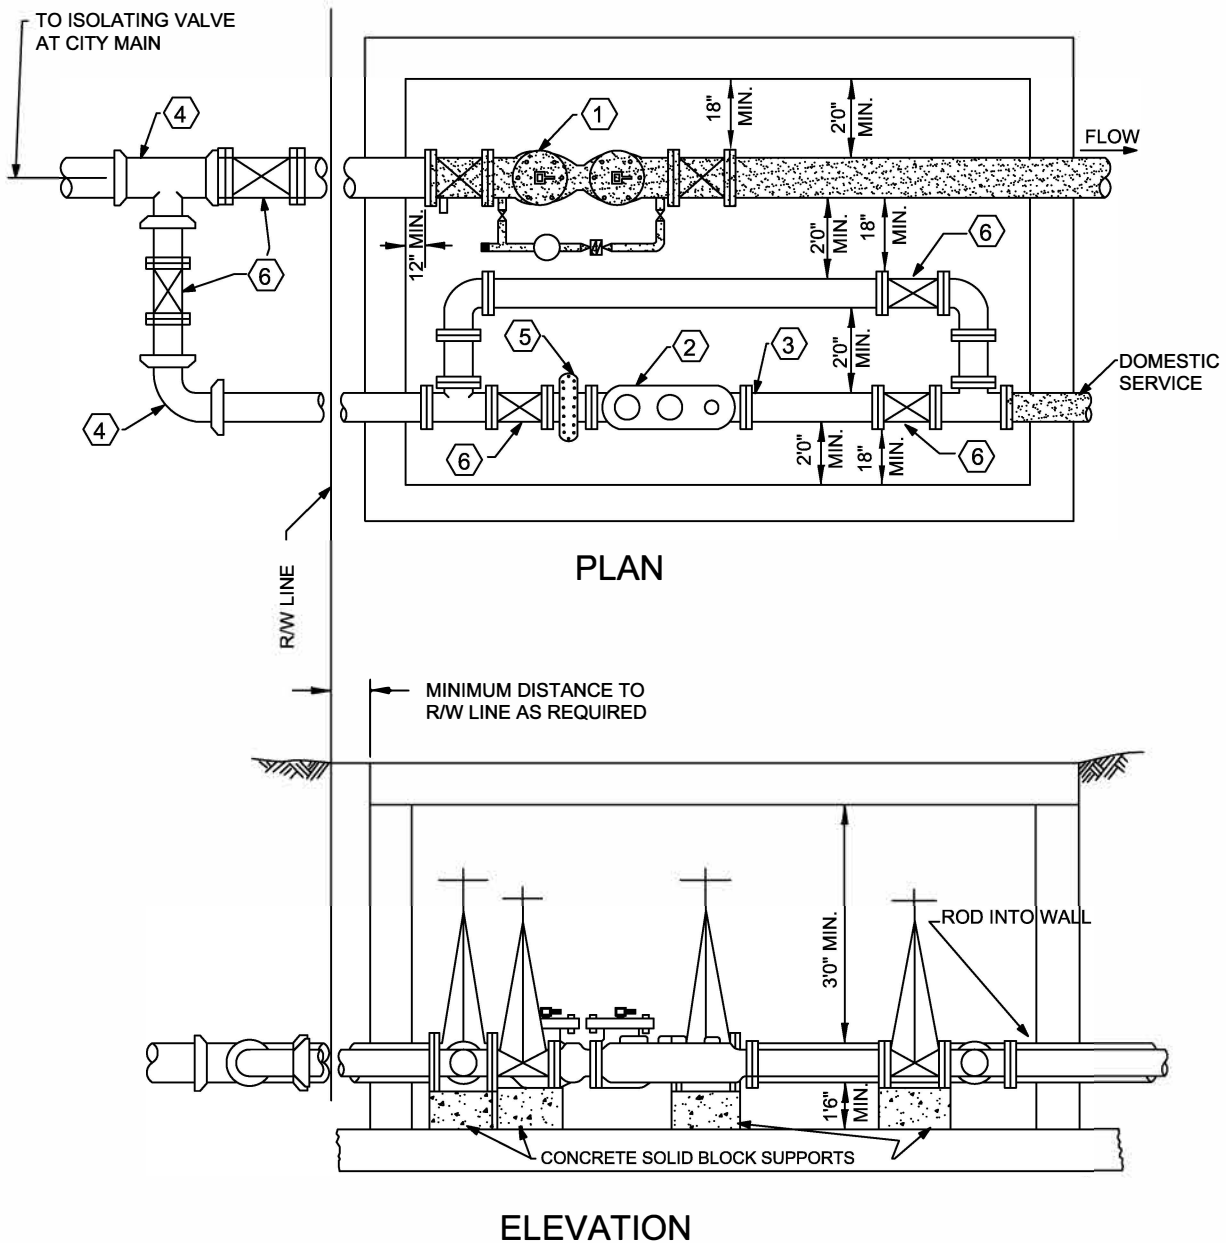 TO ISOLATING VALVE
AT CITY MAIN
4
1
18"
MIN.
2'0"
MIN.
FLOW
12" MIN.
2'0"
MIN.
18"
MIN.
6
6
5
2
3
2'0"
MIN.
DOMESTIC
SERVICE
4
6
2'0"
MIN.
18"
MIN.
6
PLAN
R/W LINE
MINIMUM DISTANCE TO
R/W LINE AS REQUIRED
3'0" MIN.
ROD INTO WALL
1'6"
MIN.
CONCRETE SOLID BLOCK SUPPORTS
ELEVATION